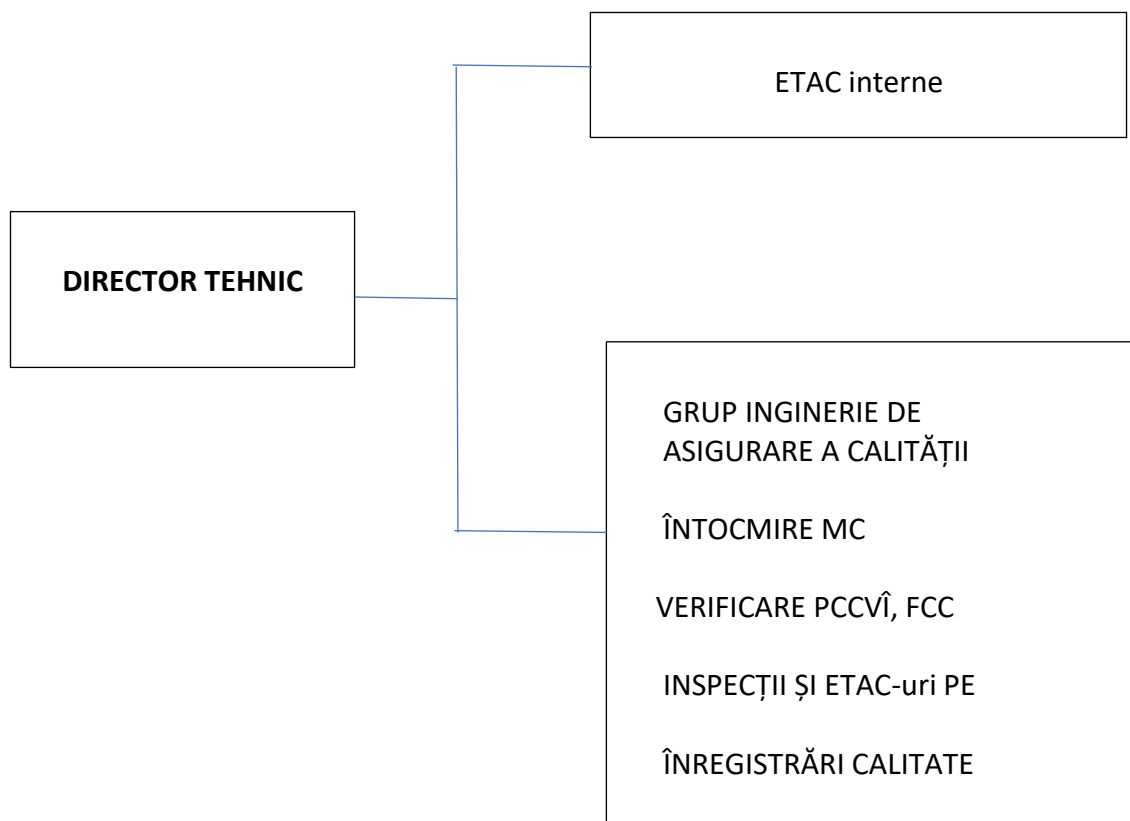 ETAC interne
DIRECTOR TEHNIC
GRUP INGINERIE DE
ASIGURARE A CALITĂȚII
ÎNTOCMIRE MC
VERIFICARE PCCVÎ, FCC
INSPECȚII ȘI ETAC-uri PE
ÎNREGISTRĂRI CALITATE